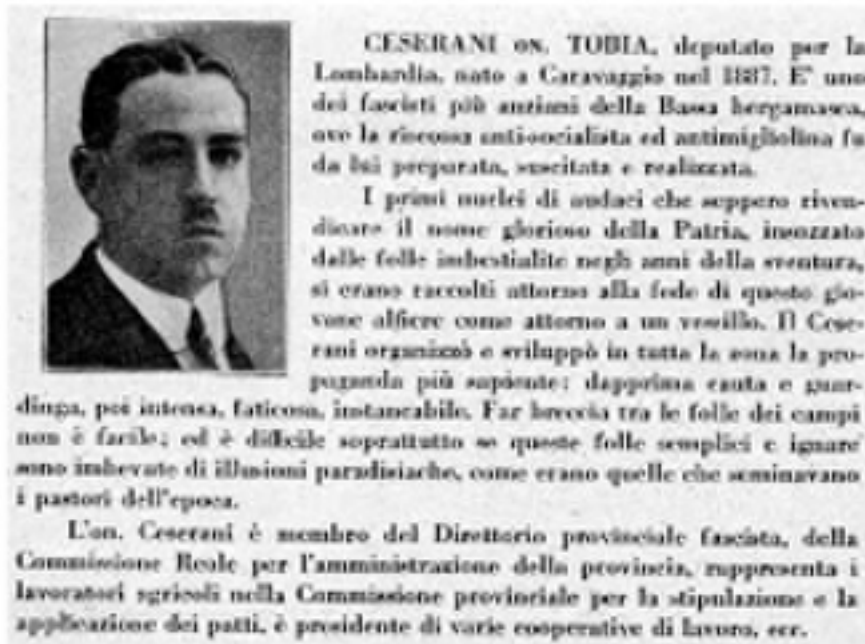 CESERANI on. TOBIA, deputato per la
Lombardia, nato a Caravaggio nel 1887. E' uno
dei fascisti più anziani della Bassa bergamasca,
ove la riscossa anti-socialista ed antimigliolina fu
da lui preparata, suscitata e realizzata.
I primi nuclei di audaci che seppero riven-
dicare il nome glorioso della Patria, insozzato
dalle folle imbestialite negli anni della sventura,
si erano raccolti attorno alla fede di questo gio-
vane alfiere come attorno a un vessillo. Il Cese-
rani organizzò e sviluppò in tutta la zona la pro-
paganda più sapiente: dapprima cauta e guar-
dinga, poi intensa, faticosa, instancabile. Far breccia tra le folle dei campi
non è facile; ed è difficile soprattutto se queste folle semplici e ignare
sono imbevute di illusioni paradisiache, come erano quelle che seminavano
i pastori dell'epoca.
L'on. Ceserani è membro del Direttorio provinciale fascista, della
Commissione Reale per l'amministrazione della provincia, rappresenta i
lavoratori agricoli nella Commissione provinciale per la stipulazione e la
applicazione dei patti, è presidente di varie cooperative di lavoro, ecc.